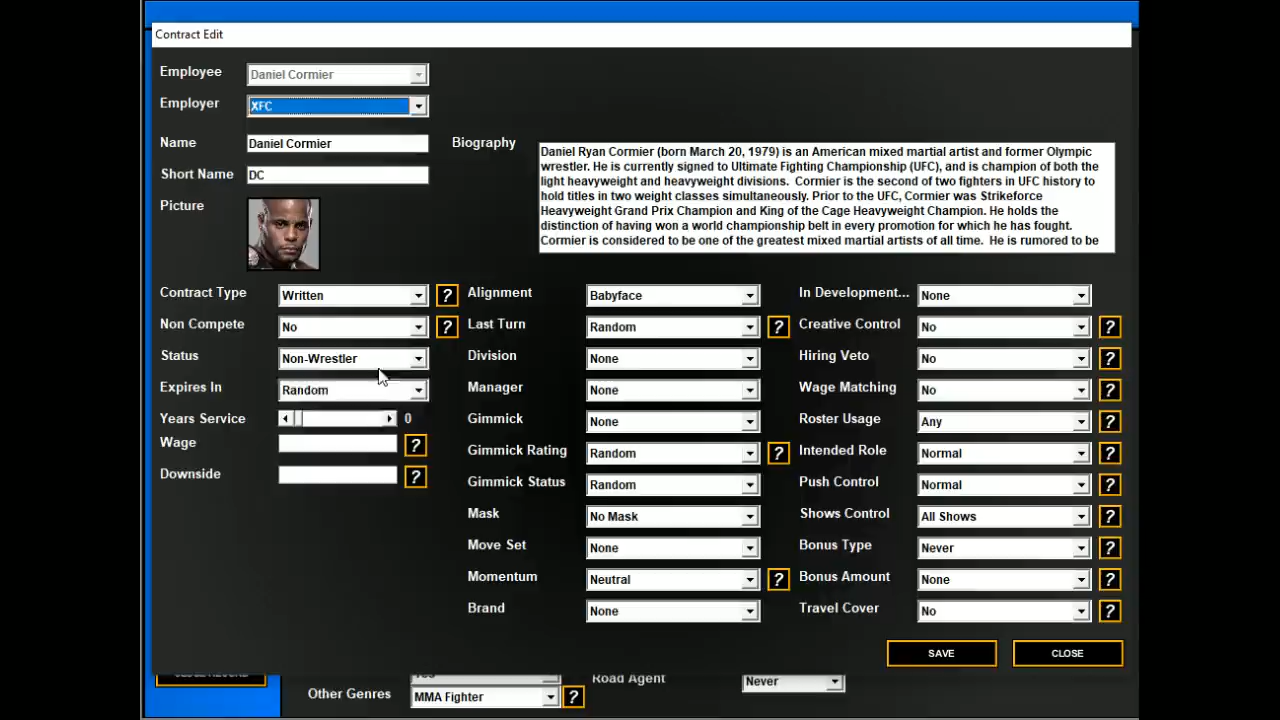 Contract Edit
Employee
Daniel Cormier
Employer
XFC
Name
Daniel Cormier
Short Name
DC
Picture
Biography
Daniel Ryan Cormier (born March 20, 1979) is an American mixed martial artist and former Olympic
wrestler. He is currently signed to Ultimate Fighting Championship (UFC), and is champion of both the
light heavyweight and heavyweight divisions.  Cormier is the second of two fighters in UFC history to
hold titles in two weight classes simultaneously. Prior to the UFC, Cormier was Strikeforce
Heavyweight Grand Prix Champion and King of the Cage Heavyweight Champion. He holds the
distinction of having won a world championship belt in every promotion for which he has fought.
Cormier is considered to be one of the greatest mixed martial artists of all time.  He is rumored to be
Contract Type
Written
?
Non Compete
No
?
Status
Non-Wrestler
Expires In
Random
Years Service
0
Wage
?
Downside
?
Alignment
Babyface
Last Turn
Random
?
Division
None
Manager
None
Gimmick
None
Gimmick Rating
Random
?
Gimmick Status
Random
Mask
No Mask
Move Set
None
Momentum
Neutral
?
Brand
None
In Development...
None
Creative Control
No
?
Hiring Veto
No
?
Wage Matching
No
?
Roster Usage
Any
?
Intended Role
Normal
?
Push Control
Normal
?
Shows Control
All Shows
?
Bonus Type
Never
?
Bonus Amount
None
?
Travel Cover
No
?
SAVE
CLOSE
Road Agent
Never
Other Genres
MMA Fighter
?